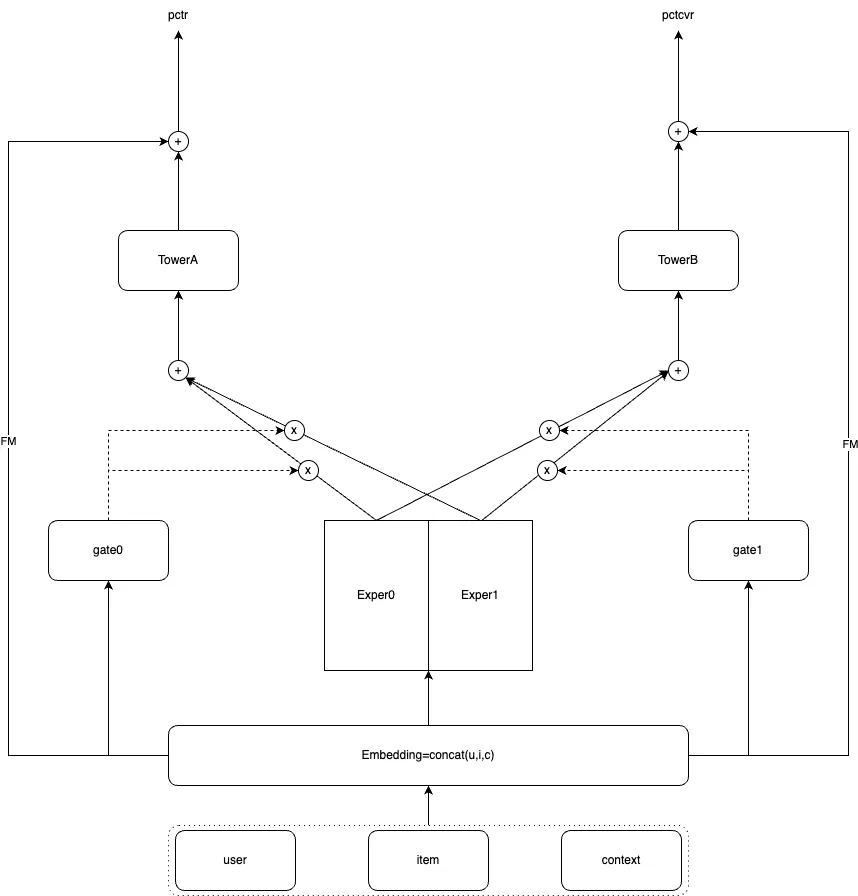 pctr
pctcvr
+
+
TowerA
TowerB
+
+
x
x
FM
FM
x
x
gate0
gate1
Exper0
Exper1
Embedding=concat(u,i,c)
user
item
context